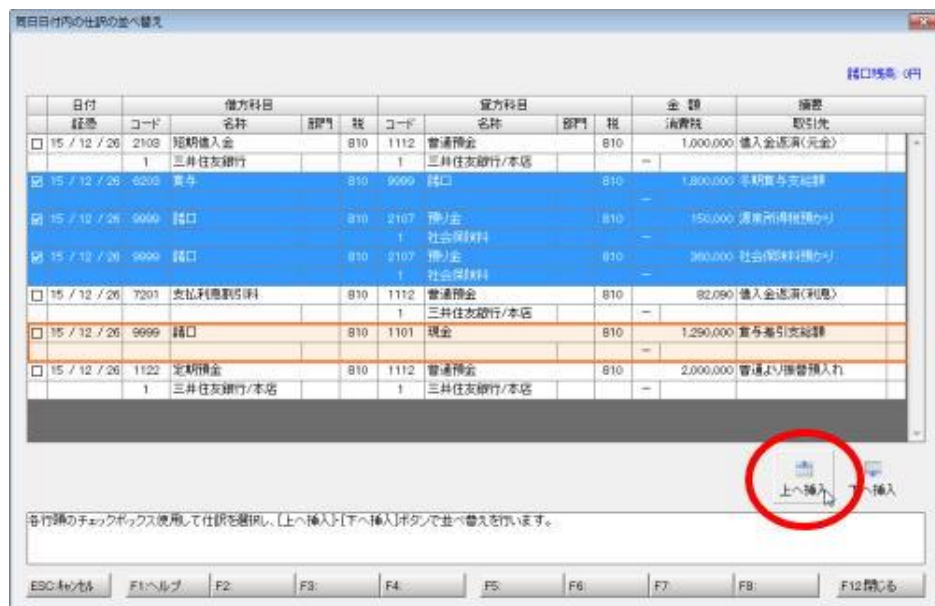 同日日付内の仕訳の並べ替え
諸口残高: 0円
日付 借方科目 貸方科目 金 額 摘要
証憑 コード 名称 部門 税 コード 名称 部門 税 消費税 取引先
15 / 12 / 26 2103 短期借入金 810 1112 普通預金 810 1,000,000 借入金返済(元金)
1 三井住友銀行 1 三井住友銀行/本店 -
15 / 12 / 26 6203 賞与 810 9999 諸口 810 1,800,000 冬期賞与支給額
-
15 / 12 / 26 9999 諸口 810 2107 預り金 810 150,000 源泉所得税預かり
1 社会保険料 -
15 / 12 / 26 9999 諸口 810 2107 預り金 810 360,000 社会保険料預かり
1 社会保険料 -
15 / 12 / 26 7201 支払利息割引料 810 1112 普通預金 810 82,090 借入金返済(利息)
1 三井住友銀行/本店 -
15 / 12 / 26 9999 諸口 810 1101 現金 810 1,290,000 賞与差引支給額
-
15 / 12 / 26 1122 定期預金 810 1112 普通預金 810 2,000,000 普通より振替預入れ
1 三井住友銀行/本店 1 三井住友銀行/本店 -
上へ挿入 下へ挿入
各行頭のチェックボックス使用して仕訳を選択し、[上へ挿入]・[下へ挿入]ボタンで並べ替えを行います。
ESC:キャンセル F1:ヘルプ F2: F3: F4: F5: F6: F7: F8: F12:閉じる